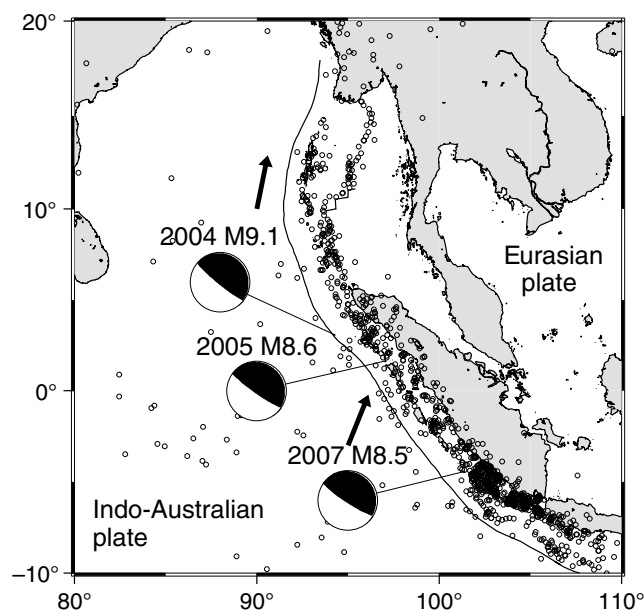 20°
10°
0°
−10°
2004 M9.1
Eurasian
plate
2005 M8.6
2007 M8.5
Indo-Australian
plate
80°
90°
100°
110°